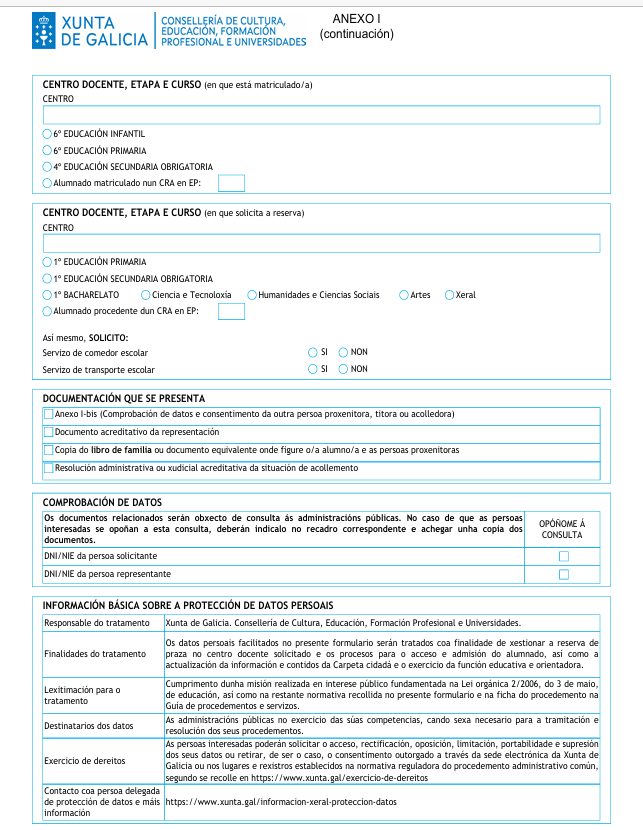 XUNTA
DE GALICIA
CONSELLERÍA DE CULTURA,
EDUCACIÓN, FORMACIÓN
PROFESIONAL E UNIVERSIDADES
ANEXO I
(continuación)
CENTRO DOCENTE, ETAPA E CURSO (en que está matriculado/a)
CENTRO
6º EDUCACIÓN INFANTIL
6º EDUCACIÓN PRIMARIA
4º EDUCACIÓN SECUNDARIA OBRIGATORIA
Alumnado matriculado nun CRA en EP:
CENTRO DOCENTE, ETAPA E CURSO (en que solicita a reserva)
CENTRO
1º EDUCACIÓN PRIMARIA
1º EDUCACIÓN SECUNDARIA OBRIGATORIA
1º BACHARELATO Ciencia e Tecnoloxía Humanidades e Ciencias Sociais Artes Xeral
Alumnado procedente dun CRA en EP:
Así mesmo, SOLICITO:
Servizo de comedor escolar SI NON
Servizo de transporte escolar SI NON
DOCUMENTACIÓN QUE SE PRESENTA
Anexo I-bis (Comprobación de datos e consentimento da outra persoa proxenitora, titora ou acolledora)
Documento acreditativo da representación
Copia do libro de familia ou documento equivalente onde figure o/a alumno/a e as persoas proxenitoras
Resolución administrativa ou xudicial acreditativa da situación de acollemento
COMPROBACIÓN DE DATOS
Os documentos relacionados serán obxecto de consulta ás administracións públicas. No caso de que as persoas
interesadas se opoñan a esta consulta, deberán indicalo no recadro correspondente e achegar unha copia dos
documentos.
OPÓÑOME Á
CONSULTA
DNI/NIE da persoa solicitante
DNI/NIE da persoa representante
INFORMACIÓN BÁSICA SOBRE A PROTECCIÓN DE DATOS PERSOAIS
Responsable do tratamento
Xunta de Galicia. Consellería de Cultura, Educación, Formación Profesional e Universidades.
Finalidades do tratamento
Os datos persoais facilitados no presente formulario serán tratados coa finalidade de xestionar a reserva de
praza no centro docente solicitado e os procesos para o acceso e admisión do alumnado, así como a
actualización da información e contidos da Carpeta cidadá e o exercicio da función educativa e orientadora.
Lexitimación para o
tratamento
Cumprimento dunha misión realizada en interese público fundamentada na Lei orgánica 2/2006, do 3 de maio,
de educación, así como na restante normativa recollida no presente formulario e na ficha do procedemento na
Guía de procedementos e servizos.
Destinatarios dos datos
As administracións públicas no exercicio das súas competencias, cando sexa necesario para a tramitación e
resolución dos seus procedementos.
Exercicio de dereitos
As persoas interesadas poderán solicitar o acceso, rectificación, oposición, limitación, portabilidade e supresión
dos seus datos ou retirar, de ser o caso, o consentimento outorgado a través da sede electrónica da Xunta de
Galicia ou nos lugares e rexistros establecidos na normativa reguladora do procedemento administrativo común,
segundo se recolle en https://www.xunta.gal/exercicio-de-dereitos
Contacto coa persoa delegada
de protección de datos e máis
información
https://www.xunta.gal/informacion-xeral-proteccion-datos